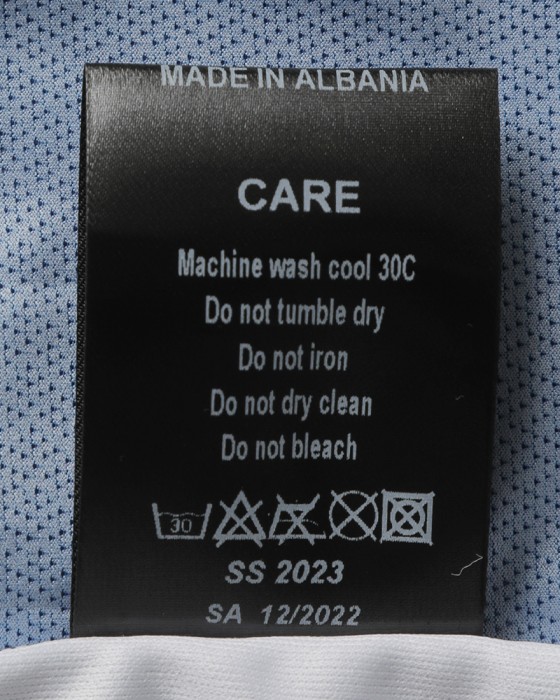 MADE IN ALBANIA
CARE
Machine wash cool 30C
Do not tumble dry
Do not iron
Do not dry clean
Do not bleach
30
SS 2023
SA 12/2022